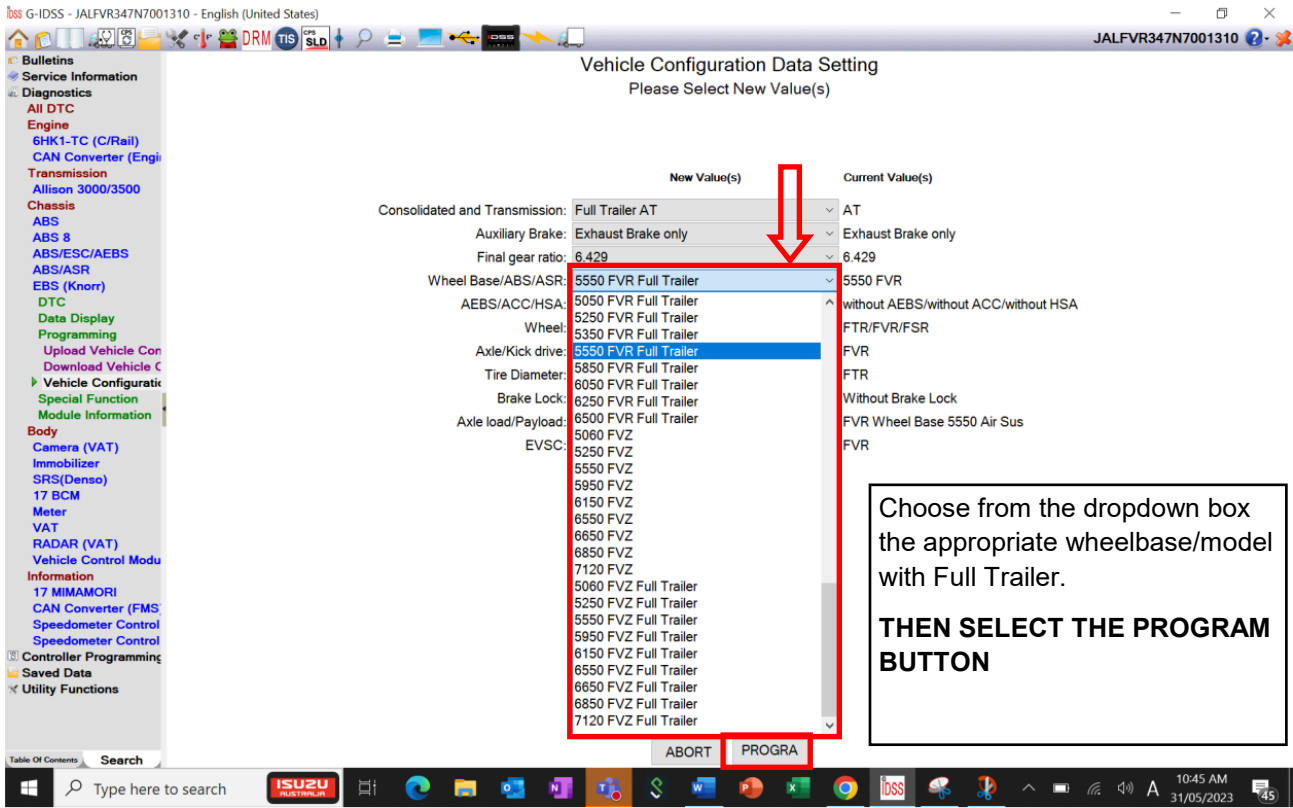 G-IDSS - JALFVR347N7001310 - English (United States)
DRM TIS CPS SLD IDSS
JALFVR347N7001310
Bulletins
Service Information
Diagnostics
All DTC
Engine
6HK1-TC (C/Rail)
CAN Converter (Engi
Transmission
Allison 3000/3500
Chassis
ABS
ABS 8
ABS/ESC/AEBS
ABS/ASR
EBS (Knorr)
DTC
Data Display
Programming
Upload Vehicle Con
Download Vehicle C
Vehicle Configuratio
Special Function
Module Information
Body
Camera (VAT)
Immobilizer
SRS(Denso)
17 BCM
Meter
VAT
RADAR (VAT)
Vehicle Control Modu
Information
17 MIMAMORI
CAN Converter (FMS)
Speedometer Control
Speedometer Control
Controller Programming
Saved Data
Utility Functions
Table Of Contents Search
Vehicle Configuration Data Setting
Please Select New Value(s)
New Value(s) Current Value(s)
Consolidated and Transmission: Full Trailer AT AT
Auxiliary Brake: Exhaust Brake only Exhaust Brake only
Final gear ratio: 6.429 6.429
Wheel Base/ABS/ASR: 5550 FVR Full Trailer 5550 FVR
AEBS/ACC/HSA: without AEBS/without ACC/without HSA
Wheel: FTR/FVR/FSR
Axle/Kick drive: FVR
Tire Diameter: FTR
Brake Lock: Without Brake Lock
Axle load/Payload: FVR Wheel Base 5550 Air Sus
EVSC: FVR
5050 FVR Full Trailer
5250 FVR Full Trailer
5350 FVR Full Trailer
5550 FVR Full Trailer
5850 FVR Full Trailer
6050 FVR Full Trailer
6250 FVR Full Trailer
6500 FVR Full Trailer
5060 FVZ
5250 FVZ
5550 FVZ
5950 FVZ
6150 FVZ
6550 FVZ
6650 FVZ
6850 FVZ
7120 FVZ
5060 FVZ Full Trailer
5250 FVZ Full Trailer
5550 FVZ Full Trailer
5950 FVZ Full Trailer
6150 FVZ Full Trailer
6550 FVZ Full Trailer
6650 FVZ Full Trailer
6850 FVZ Full Trailer
7120 FVZ Full Trailer
ABORT PROGRA
Choose from the dropdown box
the appropriate wheelbase/model
with Full Trailer.
THEN SELECT THE PROGRAM
BUTTON
Type here to search
ISUZU
AUSTRALIA
IDSS
A
10:45 AM
31/05/2023
45